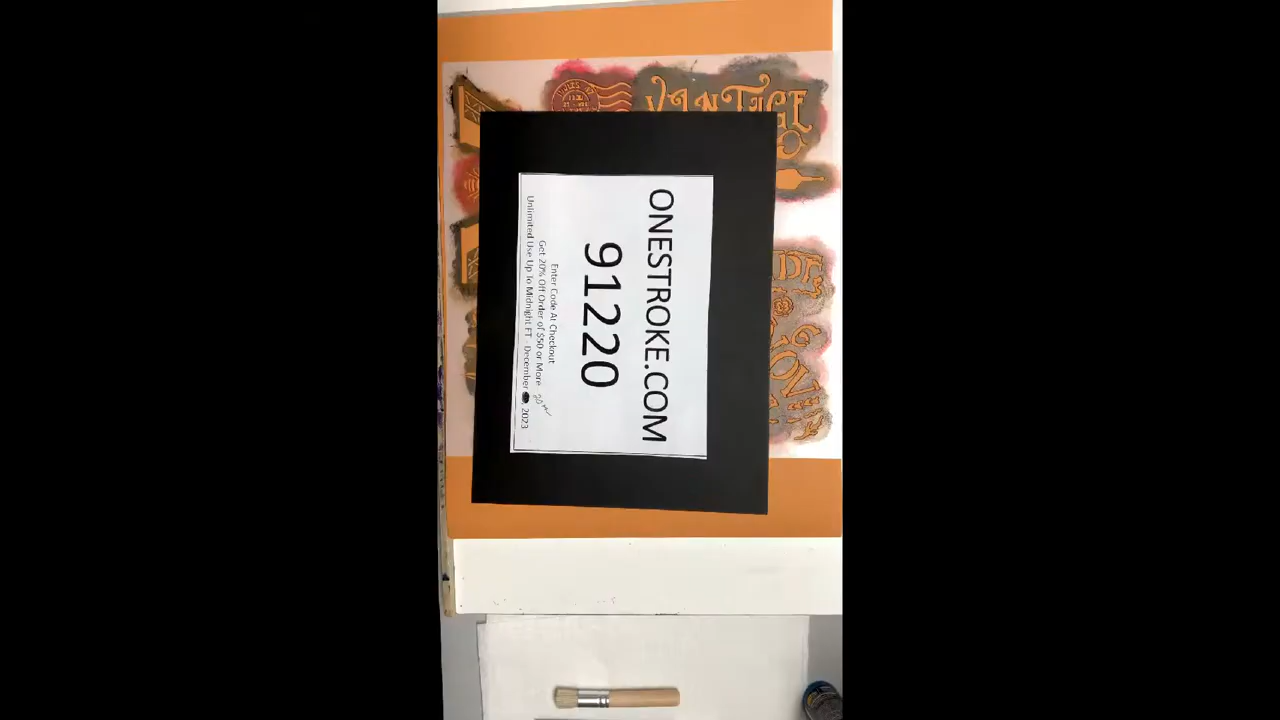 ONESTROKE.COM
91220
Enter Code At Checkout
Get 20% Off Order of $50 or More
Unlimited Use Up To Midnight ET - December 2023
VINTAGE